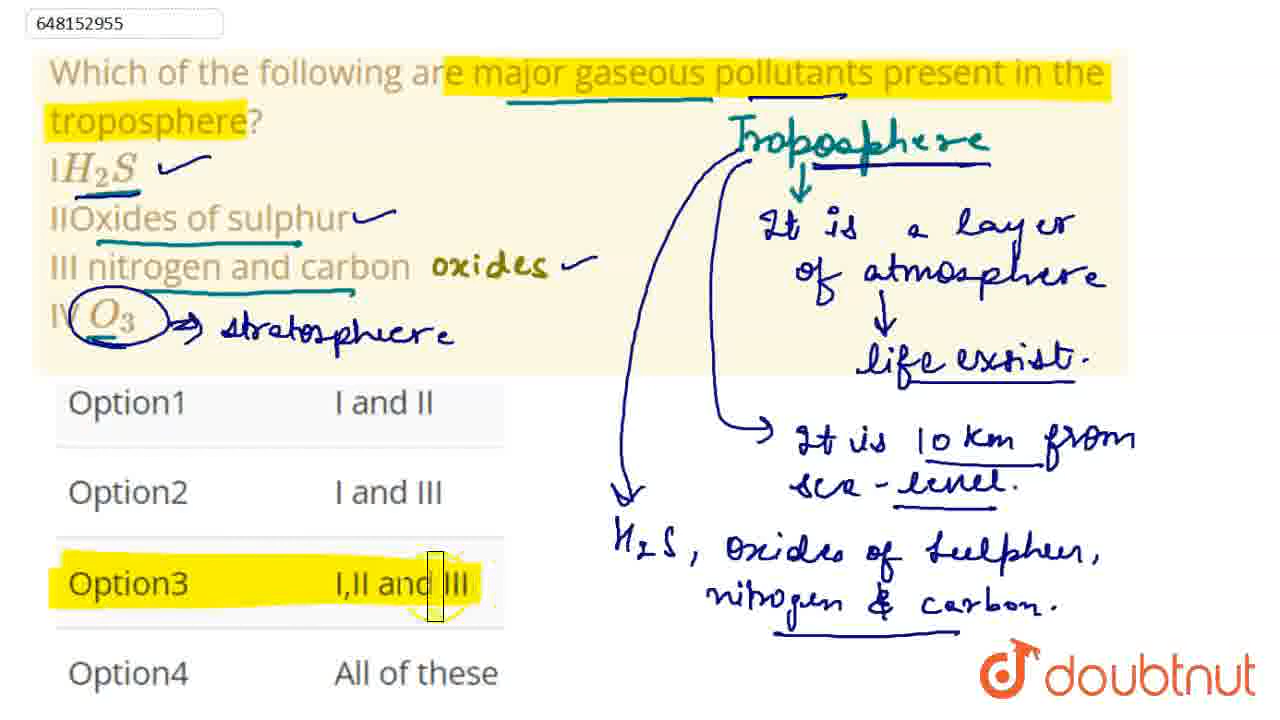 648152955
Which of the following are major gaseous pollutants present in the
troposphere?
I H₂S
IIOxides of sulphur
III nitrogen and carbon oxides
IV O₃ ⇒ stratosphere
Troposphere
It is a layer
of atmosphere
life exsist.
It is 10 Km from
sea-level.
H₂S, oxides of sulpher,
nitrogen & carbon.
Option1 I and II
Option2 I and III
Option3 I,II and III
Option4 All of these
doubtnut